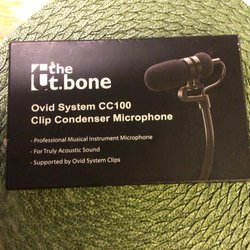 the
t.bone
Ovid System CC100
Clip Condenser Microphone
- Professional Musical Instrument Microphone
- For Truly Acoustic Sound
- Supported by Ovid System Clips